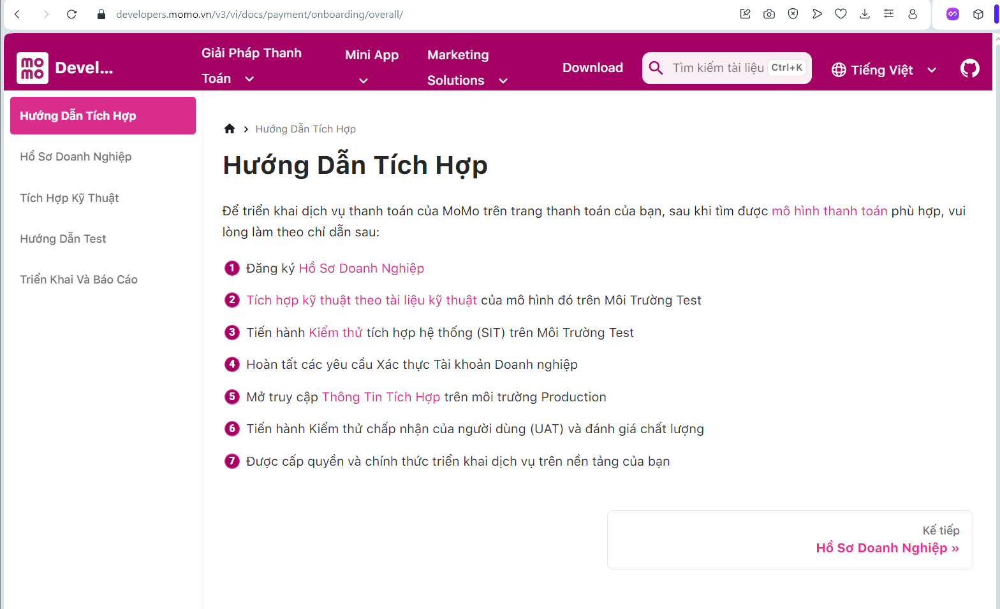 developers.momo.vn/v3/vi/docs/payment/onboarding/overall/
mo
mo
Devel...
Giải Pháp Thanh
Toán
Mini App
Marketing
Solutions
Download
Tìm kiếm tài liệu
Ctrl+K
Tiếng Việt
Hướng Dẫn Tích Hợp
Hồ Sơ Doanh Nghiệp
Tích Hợp Kỹ Thuật
Hướng Dẫn Test
Triển Khai Và Báo Cáo
Hướng Dẫn Tích Hợp
Hướng Dẫn Tích Hợp
Để triển khai dịch vụ thanh toán của MoMo trên trang thanh toán của bạn, sau khi tìm được mô hình thanh toán phù hợp, vui
lòng làm theo chỉ dẫn sau:
1 Đăng ký Hồ Sơ Doanh Nghiệp
2 Tích hợp kỹ thuật theo tài liệu kỹ thuật của mô hình đó trên Môi Trường Test
3 Tiến hành Kiểm thử tích hợp hệ thống (SIT) trên Môi Trường Test
4 Hoàn tất các yêu cầu Xác thực Tài khoản Doanh nghiệp
5 Mở truy cập Thông Tin Tích Hợp trên môi trường Production
6 Tiến hành Kiểm thử chấp nhận của người dùng (UAT) và đánh giá chất lượng
7 Được cấp quyền và chính thức triển khai dịch vụ trên nền tảng của bạn
Kế tiếp
Hồ Sơ Doanh Nghiệp »